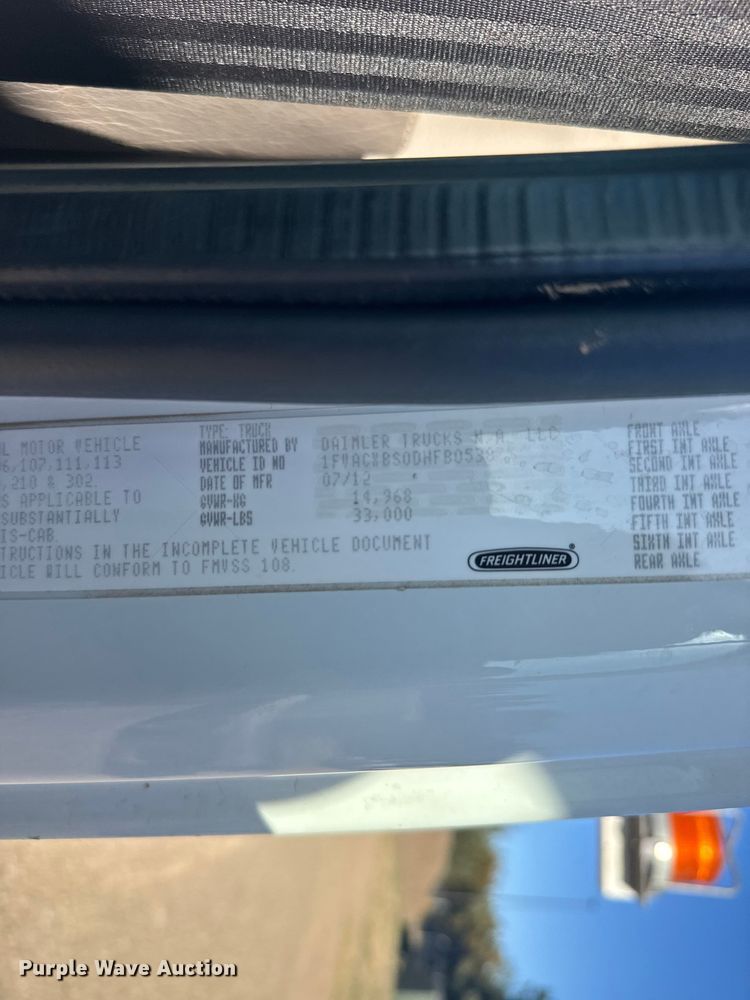 L MOTOR VEHICLE
6,107,111,113
,210 & 302.
S APPLICABLE TO
SUBSTANTIALLY
IS-CAB.
TRUCTIONS IN THE INCOMPLETE VEHICLE DOCUMENT
ICLE WILL CONFORM TO FMVSS 108.
TYPE: TRUCK
MANUFACTURED BY DAIMLER TRUCKS N.A. LLC
VEHICLE ID NO
DATE OF MFR 07/12
GVWR-KG 14,968
GVWR-LBS 33,000
FREIGHTLINER®
FRONT AXLE
FIRST INT AXLE
SECOND INT AXLE
THIRD INT AXLE
FOURTH INT AXLE
FIFTH INT AXLE
SIXTH INT AXLE
REAR AXLE
Purple Wave Auction